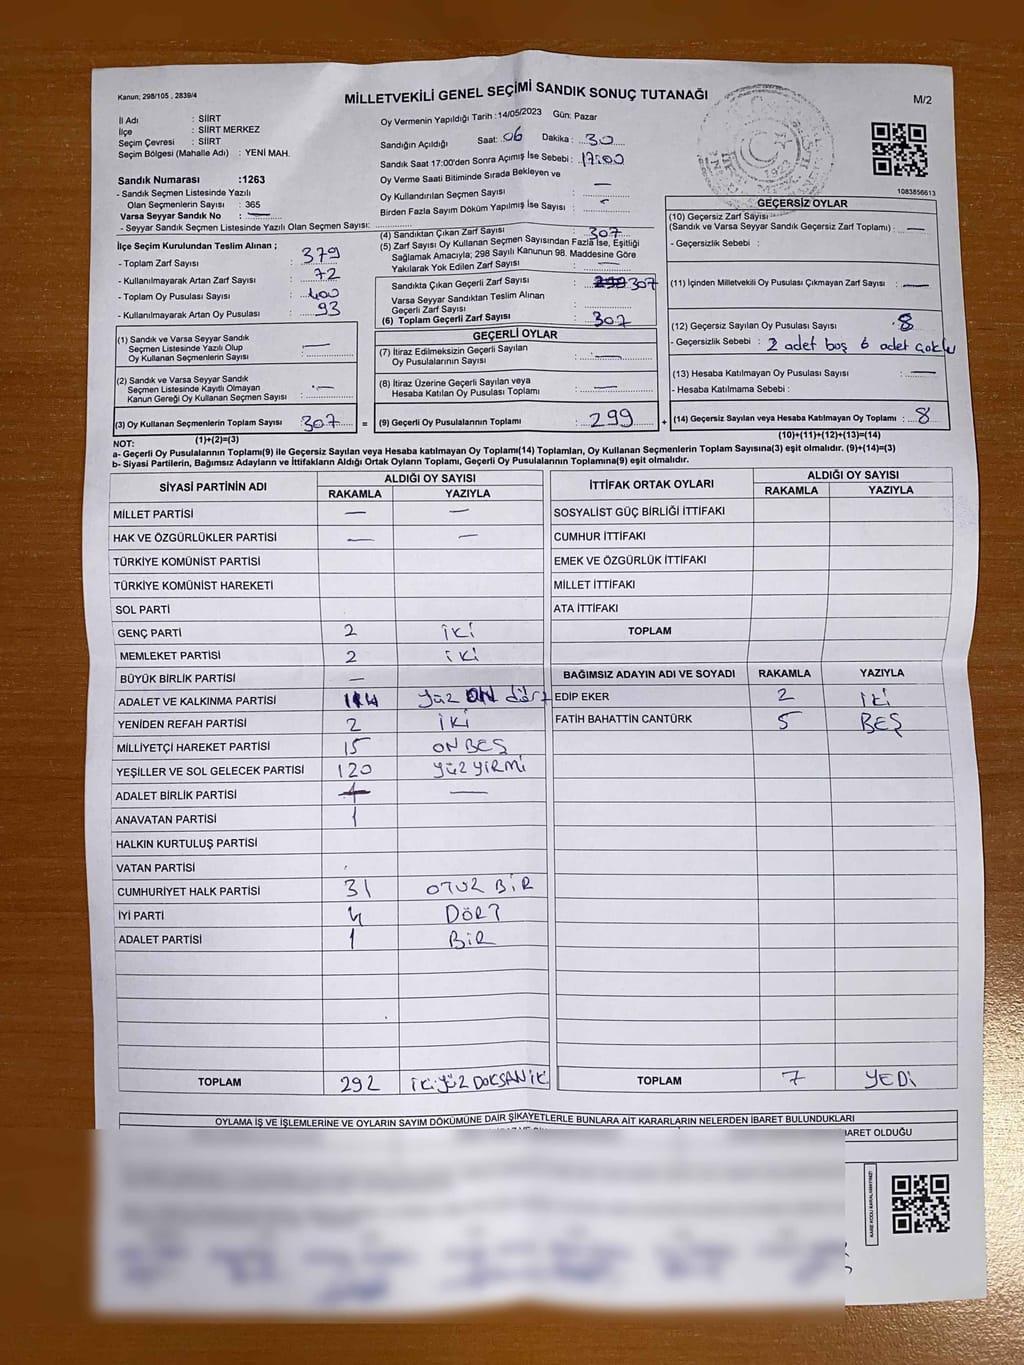 Kanun; 298/105 , 2839/4
MİLLETVEKİLİ GENEL SEÇİMİ SANDIK SONUÇ TUTANAĞI
M/2
İl Adı : SİİRT
İlçe : SİİRT MERKEZ
Seçim Çevresi : SİİRT
Seçim Bölgesi (Mahalle Adı) : YENİ MAH.
Sandık Numarası :1263
- Sandık Seçmen Listesinde Yazılı
Olan Seçmenlerin Sayısı : 365
Varsa Seyyar Sandık No : —
- Seyyar Sandık Seçmen Listesinde Yazılı Olan Seçmen Sayısı:
Oy Vermenin Yapıldığı Tarih :14/05/2023 Gün: Pazar
Sandığın Açıldığı Saat: 06 Dakika : 30
Sandık Saat 17:00'den Sonra Açımış İse Sebebi : 17:00
Oy Verme Saati Bitiminde Sırada Bekleyen ve
Oy Kullandırılan Seçmen Sayısı : —
Birden Fazla Sayım Döküm Yapılmış İse Sayısı :
1083856613
İlçe Seçim Kurulundan Teslim Alınan ;
- Toplam Zarf Sayısı : 379
- Kullanılmayarak Artan Zarf Sayısı : 72
- Toplam Oy Pusulası Sayısı : 400
- Kullanılmayarak Artan Oy Pusulası : 93
(4) Sandıktan Çıkan Zarf Sayısı : 307
(5) Zarf Sayısı Oy Kullanan Seçmen Sayısından Fazla İse, Eşitliği
Sağlamak Amacıyla; 298 Sayılı Kanunun 98. Maddesine Göre
Yakılarak Yok Edilen Zarf Sayısı : —
Sandıkta Çıkan Geçerli Zarf Sayısı : 299 307
Varsa Seyyar Sandıktan Teslim Alınan
Geçerli Zarf Sayısı :
(6) Toplam Geçerli Zarf Sayısı : 307
GEÇERSİZ OYLAR
(10) Geçersiz Zarf Sayısı
(Sandık ve Varsa Seyyar Sandık Geçersiz Zarf Toplamı) : —
- Geçersizlik Sebebi :
(11) İçinden Milletvekili Oy Pusulası Çıkmayan Zarf Sayısı : —
(12) Geçersiz Sayılan Oy Pusulası Sayısı : 8
- Geçersizlik Sebebi : 2 adet boş 6 adet çoklu
(13) Hesaba Katılmayan Oy Pusulası Sayısı : —
- Hesaba Katılmama Sebebi :
(14) Geçersiz Sayılan veya Hesaba Katılmayan Oy Toplamı : 8
(10)+(11)+(12)+(13)=(14)
(1) Sandık ve Varsa Seyyar Sandık
Seçmen Listesinde Yazılı Olup
Oy Kullanan Seçmenlerin Sayısı : —
(2) Sandık ve Varsa Seyyar Sandık
Seçmen Listesinde Kayıtlı Olmayan
Kanun Gereği Oy Kullanan Seçmen Sayısı : —
(3) Oy Kullanan Seçmenlerin Toplam Sayısı : 307 =
(1)+(2)=(3)
GEÇERLİ OYLAR
(7) İtiraz Edilmeksizin Geçerli Sayılan
Oy Pusulalarının Sayısı : —
(8) İtiraz Üzerine Geçerli Sayılan veya
Hesaba Katılan Oy Pusulası Toplamı : —
(9) Geçerli Oy Pusulalarının Toplamı : 299 +
NOT:
a- Geçerli Oy Pusulalarının Toplamı(9) ile Geçersiz Sayılan veya Hesaba Katılmayan Oy Toplamı(14) Toplamları, Oy Kullanan Seçmenlerin Toplam Sayısına(3) eşit olmalıdır. (9)+(14)=(3)
b- Siyasi Partilerin, Bağımsız Adayların ve İttifakların Aldığı Ortak Oyların Toplamı, Geçerli Oy Pusulalarının Toplamına(9) eşit olmalıdır.
SİYASİ PARTİNİN ADI ALDIĞI OY SAYISI
RAKAMLA YAZIYLA
MİLLET PARTİSİ — —
HAK VE ÖZGÜRLÜKLER PARTİSİ — —
TÜRKİYE KOMÜNİST PARTİSİ
TÜRKİYE KOMÜNİST HAREKETİ
SOL PARTİ
GENÇ PARTİ 2 İKİ
MEMLEKET PARTİSİ 2 İKİ
BÜYÜK BİRLİK PARTİSİ —
ADALET VE KALKINMA PARTİSİ 114 yüz ON dört
YENİDEN REFAH PARTİSİ 2 İKİ
MİLLİYETÇİ HAREKET PARTİSİ 15 ON BEŞ
YEŞİLLER VE SOL GELECEK PARTİSİ 120 YÜZ YİRMİ
ADALET BİRLİK PARTİSİ 1 —
ANAVATAN PARTİSİ 1
HALKIN KURTULUŞ PARTİSİ
VATAN PARTİSİ
CUMHURİYET HALK PARTİSİ 31 OTUZ BİR
İYİ PARTİ 4 DÖRT
ADALET PARTİSİ 1 BİR
TOPLAM 292 İKİYÜZ DOKSAN İKİ
İTTİFAK ORTAK OYLARI ALDIĞI OY SAYISI
RAKAMLA YAZIYLA
SOSYALİST GÜÇ BİRLİĞİ İTTİFAKI
CUMHUR İTTİFAKI
EMEK VE ÖZGÜRLÜK İTTİFAKI
MİLLET İTTİFAKI
ATA İTTİFAKI
TOPLAM
BAĞIMSIZ ADAYIN ADI VE SOYADI RAKAMLA YAZIYLA
EDİP EKER 2 İKİ
FATİH BAHATTİN CANTÜRK 5 BEŞ
TOPLAM 7 YEDİ
OYLAMA İŞ VE İŞLEMLERİNE VE OYLARIN SAYIM DÖKÜMÜNE DAİR ŞİKAYETLERLE BUNLARA AİT KARARLARIN NELERDEN İBARET BULUNDUKLARI
BARET OLDUĞU